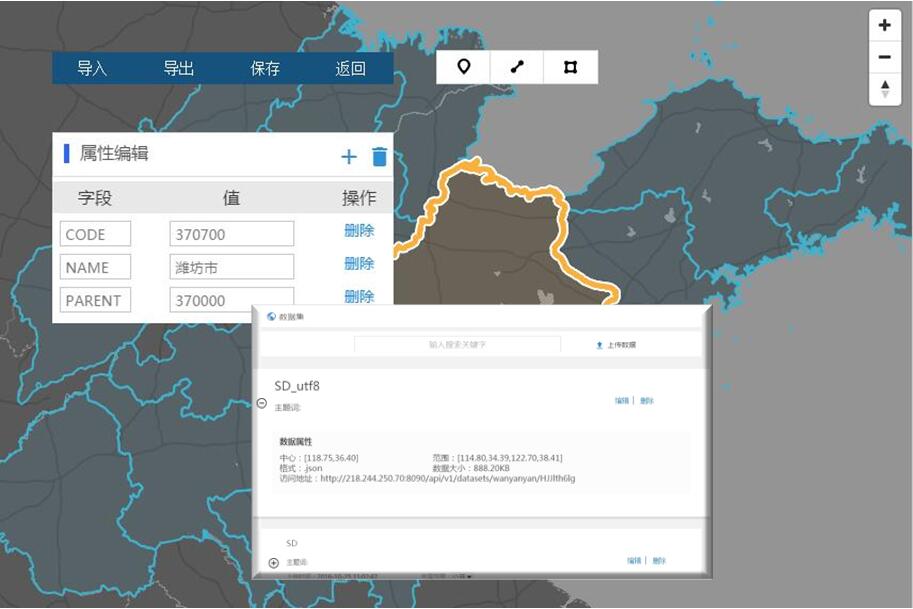 导入 导出 保存 返回
属性编辑
字段 值 操作
CODE 370700 删除
NAME 潍坊市 删除
PARENT 370000 删除
数据集
输入搜索关键字 上传数据
SD_utf8
主题词: 编辑 | 删除
数据属性
中心：[118.75,36.40] 范围：[114.80,34.39,122.70,38.41]
格式：.json 数据大小：888.20KB
访问地址：http://218.244.250.70:8090/api/v1/datasets/wanyanyan/HJJlth6lg
SD
主题词: 编辑 | 删除